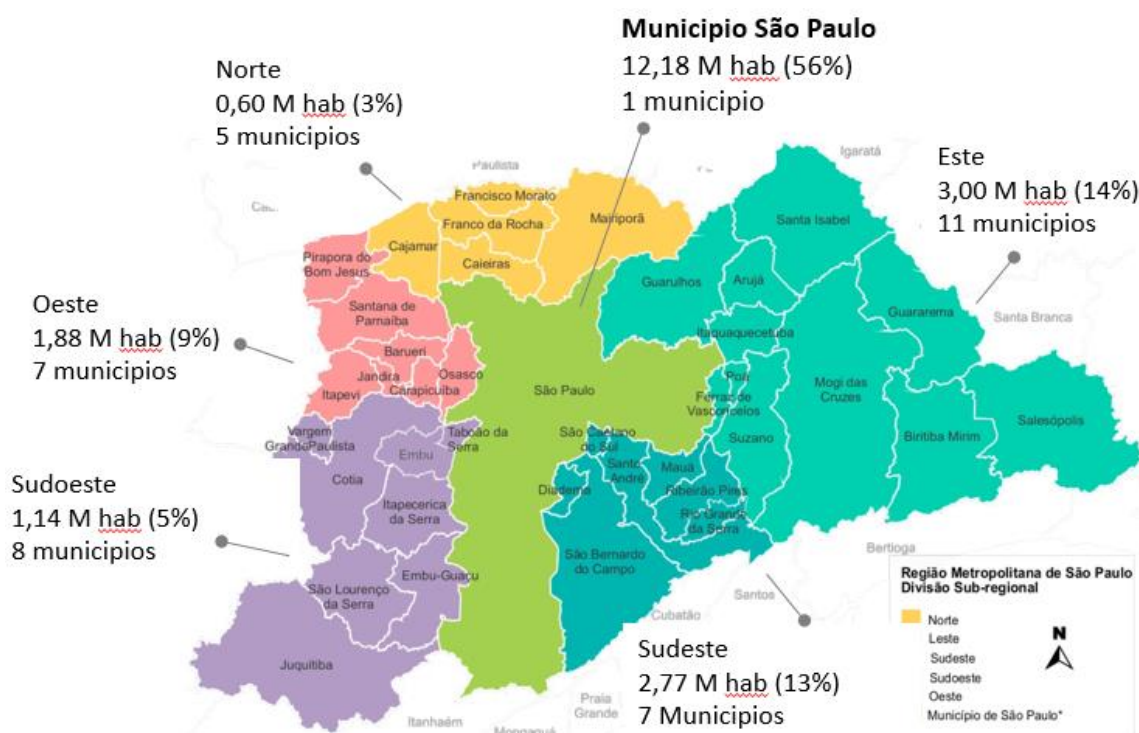 Municipio São Paulo
12,18 M hab (56%)
1 municipio
Norte
0,60 M hab (3%)
5 municipios
Este
3,00 M hab (14%)
11 municipios
Oeste
1,88 M hab (9%)
7 municipios
Sudoeste
1,14 M hab (5%)
8 municipios
Sudeste
2,77 M hab (13%)
7 Municipios
Paulista
Igaratá
Francisco Morato
Franco da Rocha
Mairiporã
Cajamar
Caieiras
Santa Isabel
Pirapora do
Bom Jesus
Guarulhos
Arujá
Santana de
Parnaíba
Itaquaquecetuba
Guararema
Santa Branca
Barueri
Jandira
Osasco
Itapevi
Carapicuíba
São Paulo
Poá
Ferraz de
Vasconcelos
Mogi das
Cruzes
Salesópolis
Vargem
GrandePaulista
Taboão da
Serra
Embu
São Caetano
do Sul
Suzano
Biritiba Mirim
Cotia
Santo
André
Mauá
Diadema
Ribeirão Pires
Itapecerica
da Serra
Rio Grande
da Serra
São Bernardo
do Campo
Bertioga
Embu-Guaçu
São Lourenço
da Serra
Santos
Cubatão
Juquitiba
Praia
Grande
Itanhaém
Mongaguá
Região Metropolitana de São Paulo
Divisão Sub-regional
Norte
Leste
Sudeste
Sudoeste
Oeste
Município de São Paulo*
N